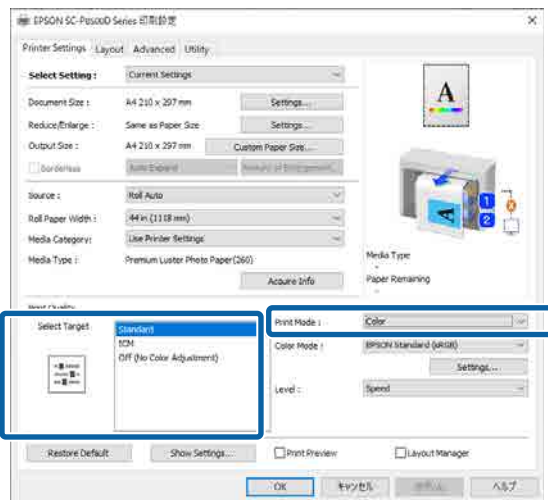 EPSON SC-P8500D Series 印刷設定
Printer Settings Layout Advanced Utility
Select Setting : Current Settings
Document Size : A4 210 x 297 mm Settings...
Reduce/Enlarge : Same as Paper Size Settings...
Output Size : A4 210 x 297 mm Custom Paper Size...
Borderless Auto Expand
Source : Roll Auto
Roll Paper Width : 44 in (1118 mm)
Media Category: Use Printer Settings
Media Type : Premium Luster Photo Paper(260)
Acquire Info
A
1
2
Media Type
-
Paper Remaining
-
Print Quality
Select Target
Standard
ICM
Off (No Color Adjustment)
Print Mode : Color
Color Mode : EPSON Standard (sRGB)
Settings...
Level : Speed
Restore Default Show Settings... Print Preview Layout Manager
OK キャンセル ヘルプ